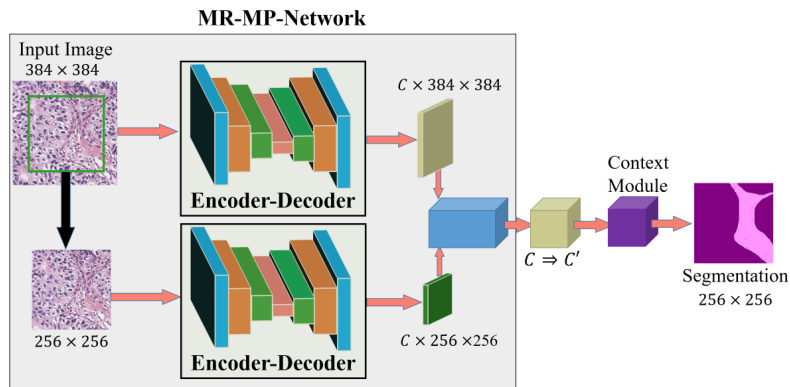 MR-MP-Network
Input Image
384 × 384
C × 384 × 384
Encoder-Decoder
Context
Module
C ⇒ C′
Segmentation
256 × 256
256 × 256
C × 256 ×256
Encoder-Decoder